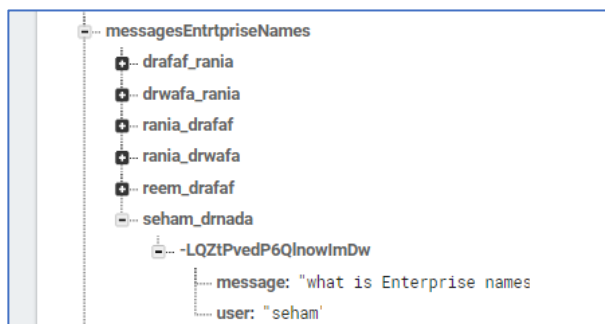 messagesEntrtpriseNames
drafaf_rania
drwafa_rania
rania_drafaf
rania_drwafa
reem_drafaf
seham_drnada
-LQZtPvedP6QlnowImDw
message: "what is Enterprise names
user: "seham'